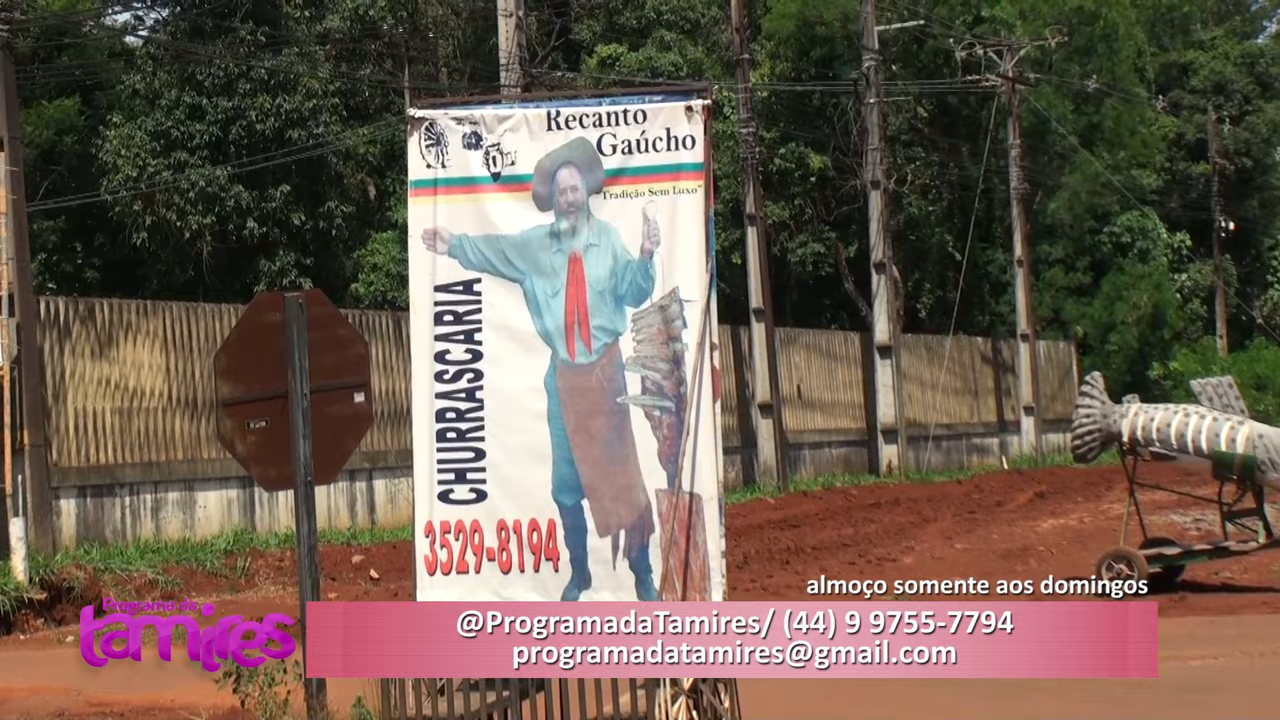 Recanto
Gaúcho
"Tradição Sem Luxo"
CHURRASCARIA
3529-8194
almoço somente aos domingos
Programa da
tamires
@ProgramadaTamires/ (44) 9 9755-7794
programadatamires@gmail.com